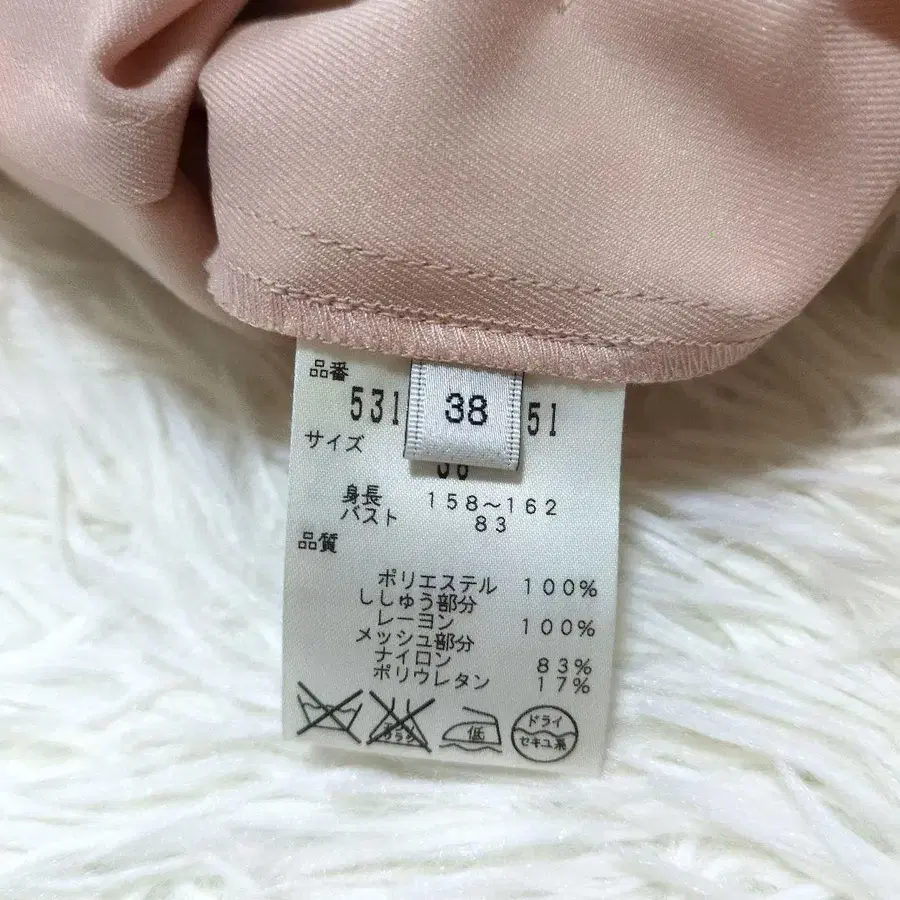 品番
531 51
38
サイズ
身長 158～162
バスト 83
品質
ポリエステル 100%
ししゅう部分
レーヨン 100%
メッシュ部分
ナイロン 83%
ポリウレタン 17%
低
ドライ
セキユ系